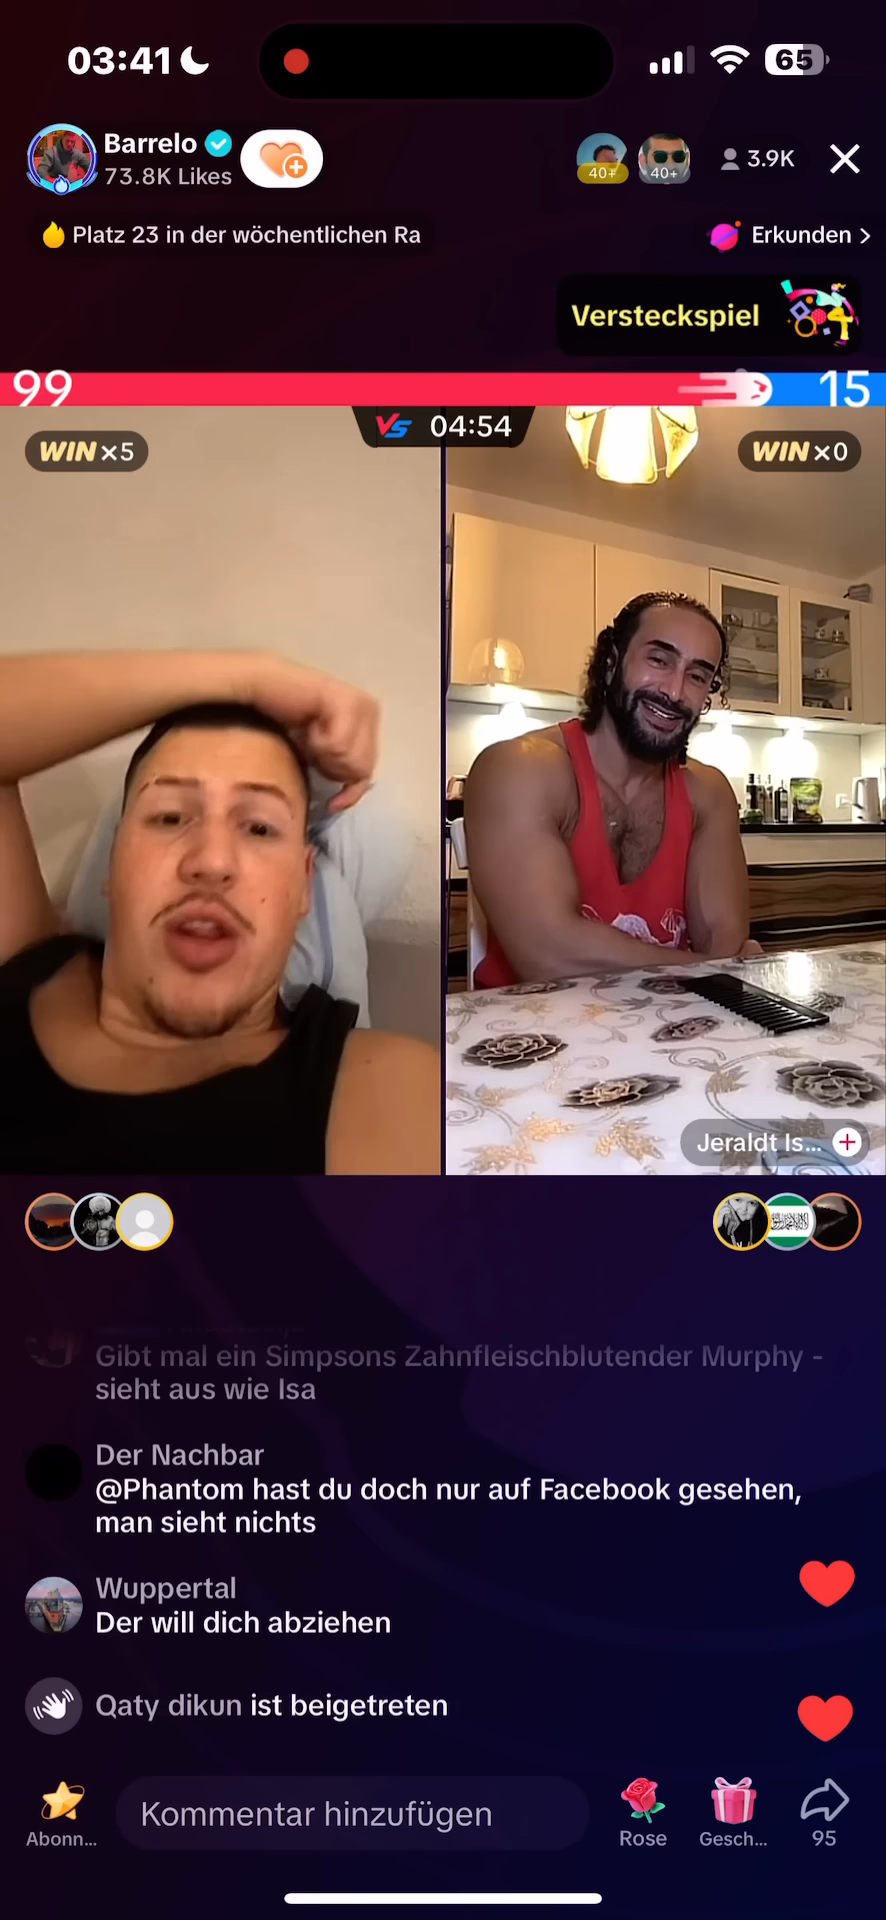 03:41
65
Barrelo
73.8K Likes
40+
40+
3.9K
Platz 23 in der wöchentlichen Ra
Erkunden >
Versteckspiel
99
15
VS 04:54
WIN x5
WIN x0
Jeraldt Is...
Gibt mal ein Simpsons Zahnfleischblutender Murphy -
sieht aus wie Isa
Der Nachbar
@Phantom hast du doch nur auf Facebook gesehen,
man sieht nichts
Wuppertal
Der will dich abziehen
Qaty dikun ist beigetreten
Abonn...
Kommentar hinzufügen
Rose
Gesch...
95